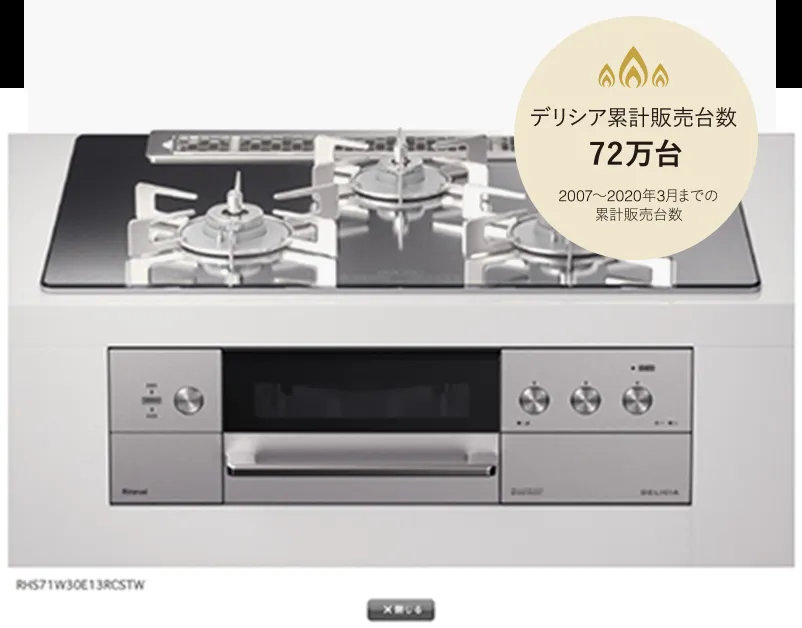 デリシア累計販売台数
72万台
2007～2020年3月までの
累計販売台数
Rinnai
DELICIA
RHS71W30E13RCSTW
×閉じる